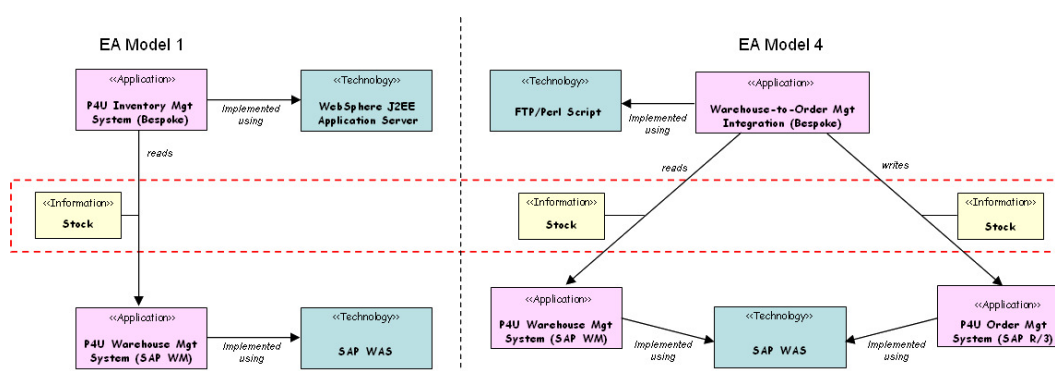 EA Model 1
EA Model 4
<<Application>>
P4U Inventory Mgt
System (Bespoke)
Implemented
using
<<Technology>>
WebSphere J2EE
Application Server
<<Technology>>
FTP/Perl Script
Implemented
using
<<Application>>
Warehouse-to-Order Mgt
Integration (Bespoke)
reads
reads
writes
<<Information>>
Stock
<<Information>>
Stock
<<Information>>
Stock
<<Application>>
P4U Warehouse Mgt
System (SAP WM)
Implemented
using
<<Technology>>
SAP WAS
<<Application>>
P4U Warehouse Mgt
System (SAP WM)
Implemented
using
<<Technology>>
SAP WAS
Implemented
using
<<Application>>
P4U Order Mgt
System (SAP R/3)